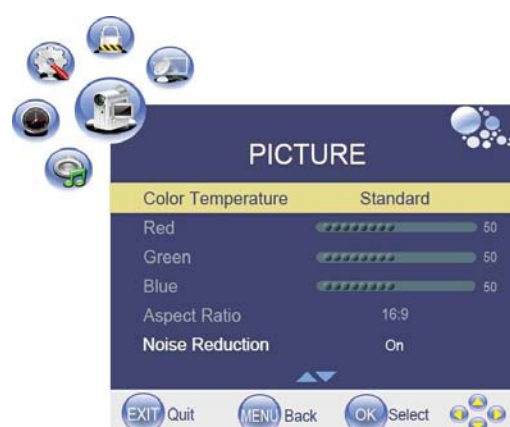 PICTURE
Color Temperature Standard
Red 50
Green 50
Blue 50
Aspect Ratio 16:9
Noise Reduction On
EXIT Quit MENU Back OK Select